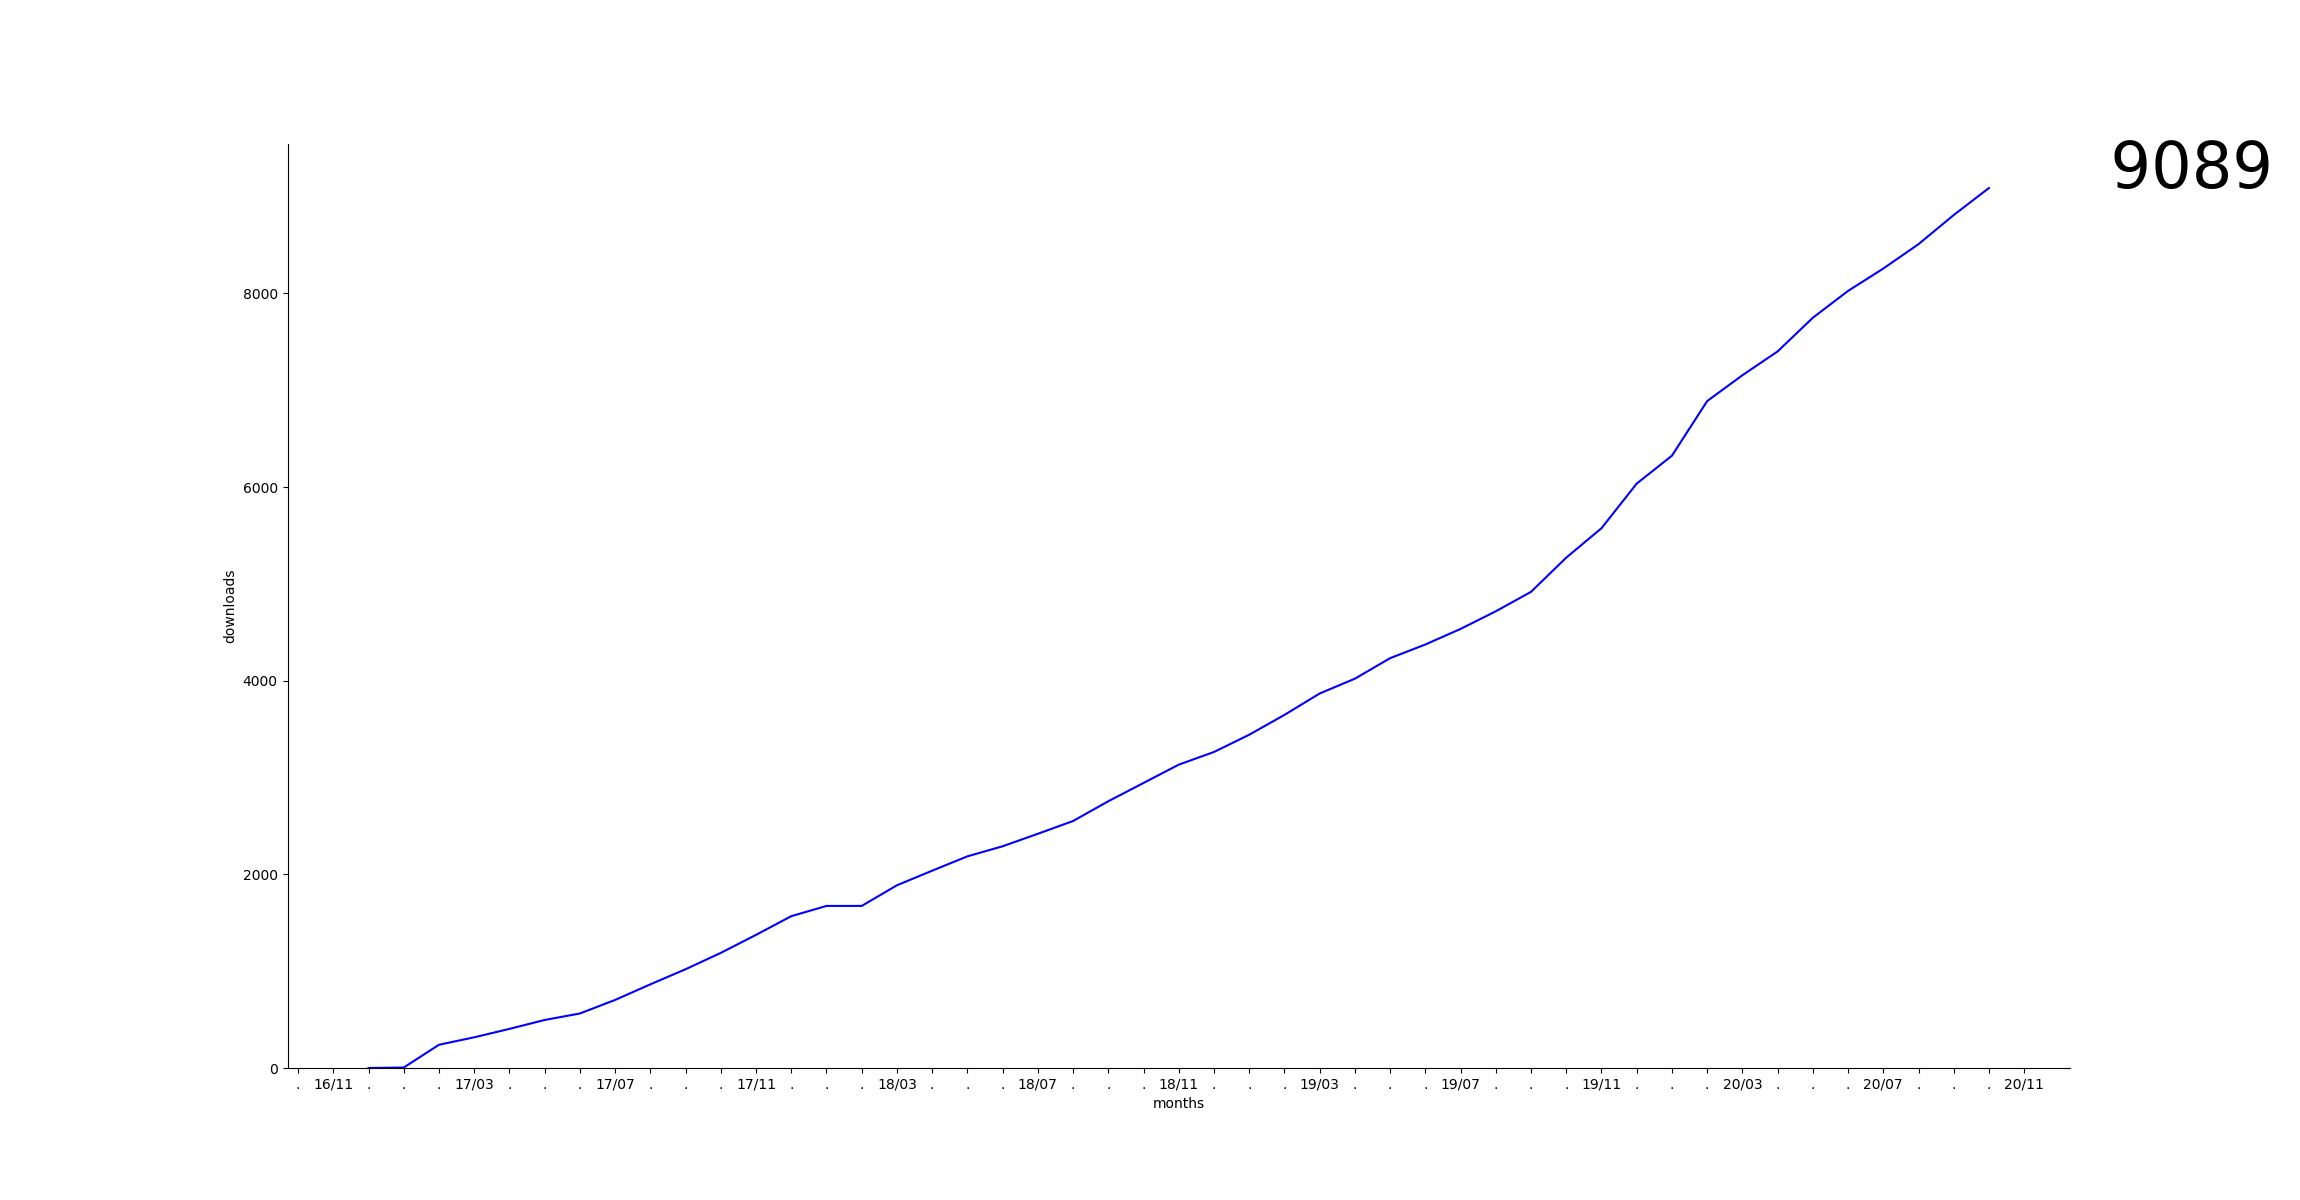 9089
8000
6000
4000
2000
0
downloads
. 16/11 . . . 17/03 . . . 17/07 . . . 17/11 . . . 18/03 . . . 18/07 . . . 18/11 . . . 19/03 . . . 19/07 . . . 19/11 . . . 20/03 . . . 20/07 . . . 20/11
months